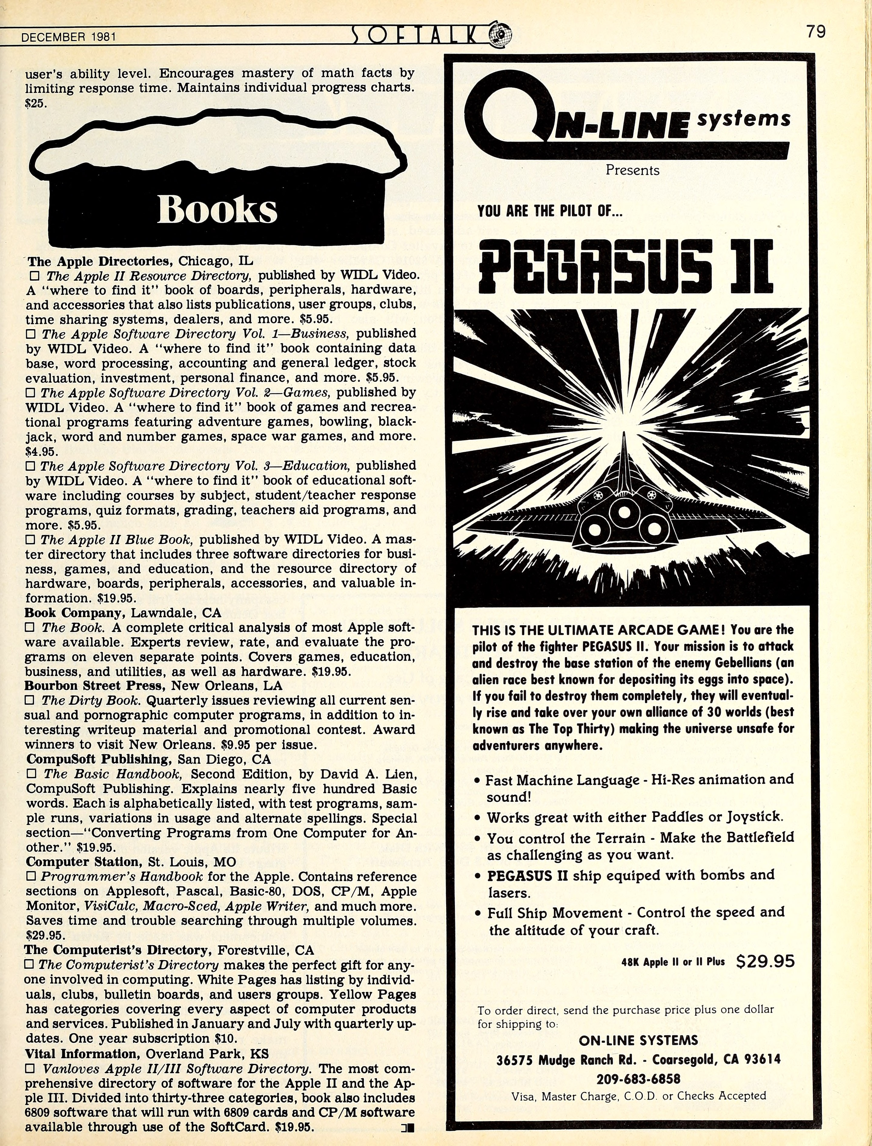 DECEMBER 1981
SOFTALK
79
user's ability level. Encourages mastery of math facts by
limiting response time. Maintains individual progress charts.
$25.
Books
The Apple Directories, Chicago, IL
☐ The Apple II Resource Directory, published by WIDL Video.
A “where to find it” book of boards, peripherals, hardware,
and accessories that also lists publications, user groups, clubs,
time sharing systems, dealers, and more. $5.95.
☐ The Apple Software Directory Vol. 1—Business, published
by WIDL Video. A “where to find it” book containing data
base, word processing, accounting and general ledger, stock
evaluation, investment, personal finance, and more. $5.95.
☐ The Apple Software Directory Vol. 2—Games, published by
WIDL Video. A “where to find it” book of games and recrea-
tional programs featuring adventure games, bowling, black-
jack, word and number games, space war games, and more.
$4.95.
☐ The Apple Software Directory Vol. 3—Education, published
by WIDL Video. A “where to find it” book of educational soft-
ware including courses by subject, student/teacher response
programs, quiz formats, grading, teachers aid programs, and
more. $5.95.
☐ The Apple II Blue Book, published by WIDL Video. A mas-
ter directory that includes three software directories for busi-
ness, games, and education, and the resource directory of
hardware, boards, peripherals, accessories, and valuable in-
formation. $19.95.
Book Company, Lawndale, CA
☐ The Book. A complete critical analysis of most Apple soft-
ware available. Experts review, rate, and evaluate the pro-
grams on eleven separate points. Covers games, education,
business, and utilities, as well as hardware. $19.95.
Bourbon Street Press, New Orleans, LA
☐ The Dirty Book. Quarterly issues reviewing all current sen-
sual and pornographic computer programs, in addition to in-
teresting writeup material and promotional contest. Award
winners to visit New Orleans. $9.95 per issue.
CompuSoft Publishing, San Diego, CA
☐ The Basic Handbook, Second Edition, by David A. Lien,
CompuSoft Publishing. Explains nearly five hundred Basic
words. Each is alphabetically listed, with test programs, sam-
ple runs, variations in usage and alternate spellings. Special
section—“Converting Programs from One Computer for An-
other.” $19.95.
Computer Station, St. Louis, MO
☐ Programmer's Handbook for the Apple. Contains reference
sections on Applesoft, Pascal, Basic-80, DOS, CP/M, Apple
Monitor, VisiCalc, Macro-Sced, Apple Writer, and much more.
Saves time and trouble searching through multiple volumes.
$29.95.
The Computerist's Directory, Forestville, CA
☐ The Computerist's Directory makes the perfect gift for any-
one involved in computing. White Pages has listing by individ-
uals, clubs, bulletin boards, and users groups. Yellow Pages
has categories covering every aspect of computer products
and services. Published in January and July with quarterly up-
dates. One year subscription $10.
Vital Information, Overland Park, KS
☐ Vanloves Apple II/III Software Directory. The most com-
prehensive directory of software for the Apple II and the Ap-
ple III. Divided into thirty-three categories, book also includes
6809 software that will run with 6809 cards and CP/M software
available through use of the SoftCard. $19.95.
ON-LINE systems
Presents
YOU ARE THE PILOT OF...
PEGASUS II
THIS IS THE ULTIMATE ARCADE GAME! You are the
pilot of the fighter PEGASUS II. Your mission is to attack
and destroy the base station of the enemy Gebellians (an
alien race best known for depositing its eggs into space).
If you fail to destroy them completely, they will eventual-
ly rise and take over your own alliance of 30 worlds (best
known as The Top Thirty) making the universe unsafe for
adventurers anywhere.
• Fast Machine Language - Hi-Res animation and
sound!
• Works great with either Paddles or Joystick.
• You control the Terrain - Make the Battlefield
as challenging as you want.
• PEGASUS II ship equiped with bombs and
lasers.
• Full Ship Movement - Control the speed and
the altitude of your craft.
48K Apple II or II Plus $29.95
To order direct, send the purchase price plus one dollar
for shipping to:
ON-LINE SYSTEMS
36575 Mudge Ranch Rd. - Coarsegold, CA 93614
209-683-6858
Visa, Master Charge, C.O.D. or Checks Accepted